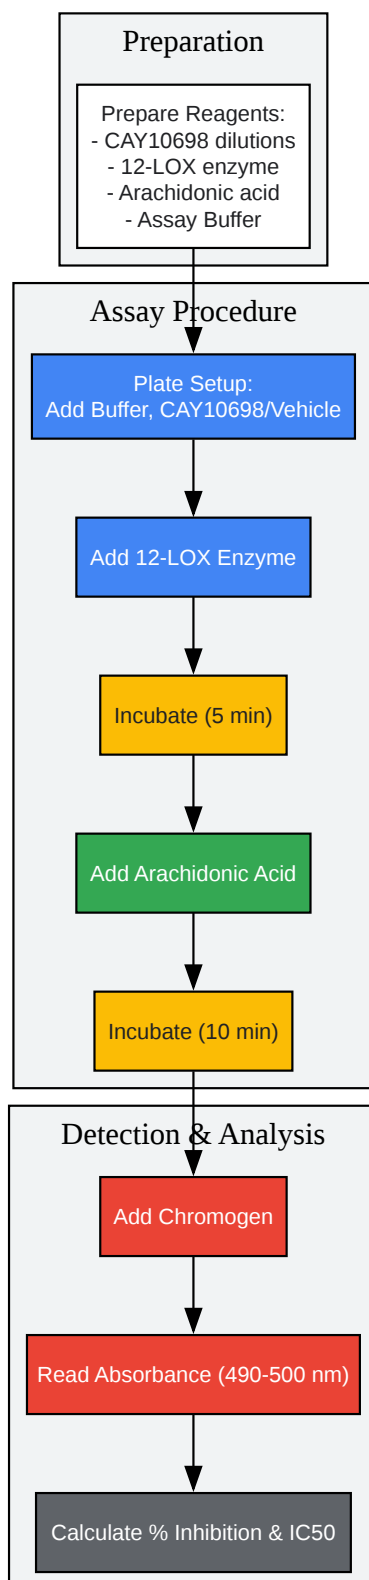 Preparation
Prepare Reagents:
- CAY10698 dilutions
- 12-LOX enzyme
- Arachidonic acid
- Assay Buffer
Assay Procedure
Plate Setup:
Add Buffer, CAY10698/Vehicle
Add 12-LOX Enzyme
Incubate (5 min)
Add Arachidonic Acid
Incubate (10 min)
Detection & Analysis
Add Chromogen
Read Absorbance (490-500 nm)
Calculate % Inhibition & IC50